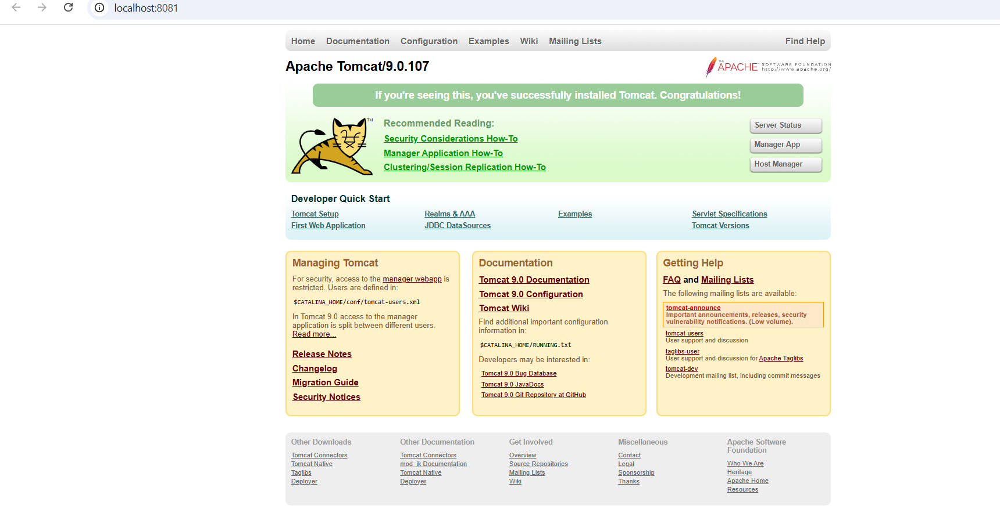 localhost:8081
Home Documentation Configuration Examples Wiki Mailing Lists Find Help
Apache Tomcat/9.0.107
THE APACHE SOFTWARE FOUNDATION
http://www.apache.org/
If you're seeing this, you've successfully installed Tomcat. Congratulations!
TM
Recommended Reading:
Security Considerations How-To
Manager Application How-To
Clustering/Session Replication How-To
Server Status
Manager App
Host Manager
Developer Quick Start
Tomcat Setup
First Web Application
Realms & AAA
JDBC DataSources
Examples
Servlet Specifications
Tomcat Versions
Managing Tomcat
For security, access to the manager webapp is
restricted. Users are defined in:
$CATALINA_HOME/conf/tomcat-users.xml
In Tomcat 9.0 access to the manager
application is split between different users.
Read more...
Release Notes
Changelog
Migration Guide
Security Notices
Documentation
Tomcat 9.0 Documentation
Tomcat 9.0 Configuration
Tomcat Wiki
Find additional important configuration
information in:
$CATALINA_HOME/RUNNING.txt
Developers may be interested in:
Tomcat 9.0 Bug Database
Tomcat 9.0 JavaDocs
Tomcat 9.0 Git Repository at GitHub
Getting Help
FAQ and Mailing Lists
The following mailing lists are available:
tomcat-announce
Important announcements, releases, security
vulnerability notifications. (Low volume).
tomcat-users
User support and discussion
taglibs-user
User support and discussion for Apache Taglibs
tomcat-dev
Development mailing list, including commit messages
Other Downloads
Tomcat Connectors
Tomcat Native
Taglibs
Deployer
Other Documentation
Tomcat Connectors
mod_jk Documentation
Tomcat Native
Deployer
Get Involved
Overview
Source Repositories
Mailing Lists
Wiki
Miscellaneous
Contact
Legal
Sponsorship
Thanks
Apache Software
Foundation
Who We Are
Heritage
Apache Home
Resources